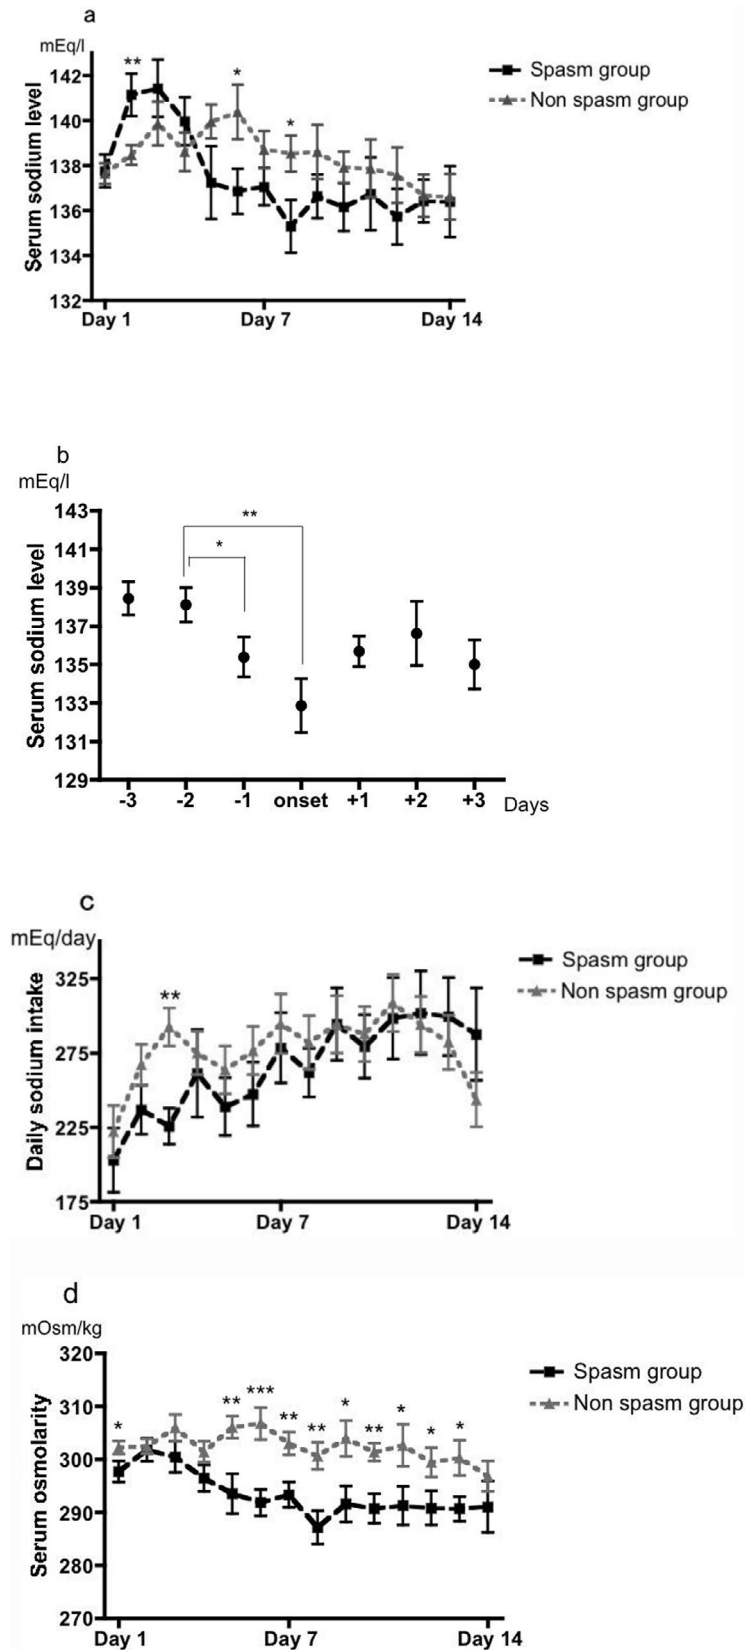 a
mEq/l
**
*
*
142
140
138
136
134
132
Serum sodium level
Day 1
Day 7
Day 14
Spasm group
Non spasm group
b
mEq/l
**
*
143
141
139
137
135
133
131
129
Serum sodium level
-3
-2
-1
onset
+1
+2
+3
Days
c
mEq/day
**
325
275
225
175
Daily sodium intake
Day 1
Day 7
Day 14
Spasm group
Non spasm group
d
mOsm/kg
*
**
***
**
**
*
**
*
*
*
320
310
300
290
280
270
Serum osmolarity
Day 1
Day 7
Day 14
Spasm group
Non spasm group